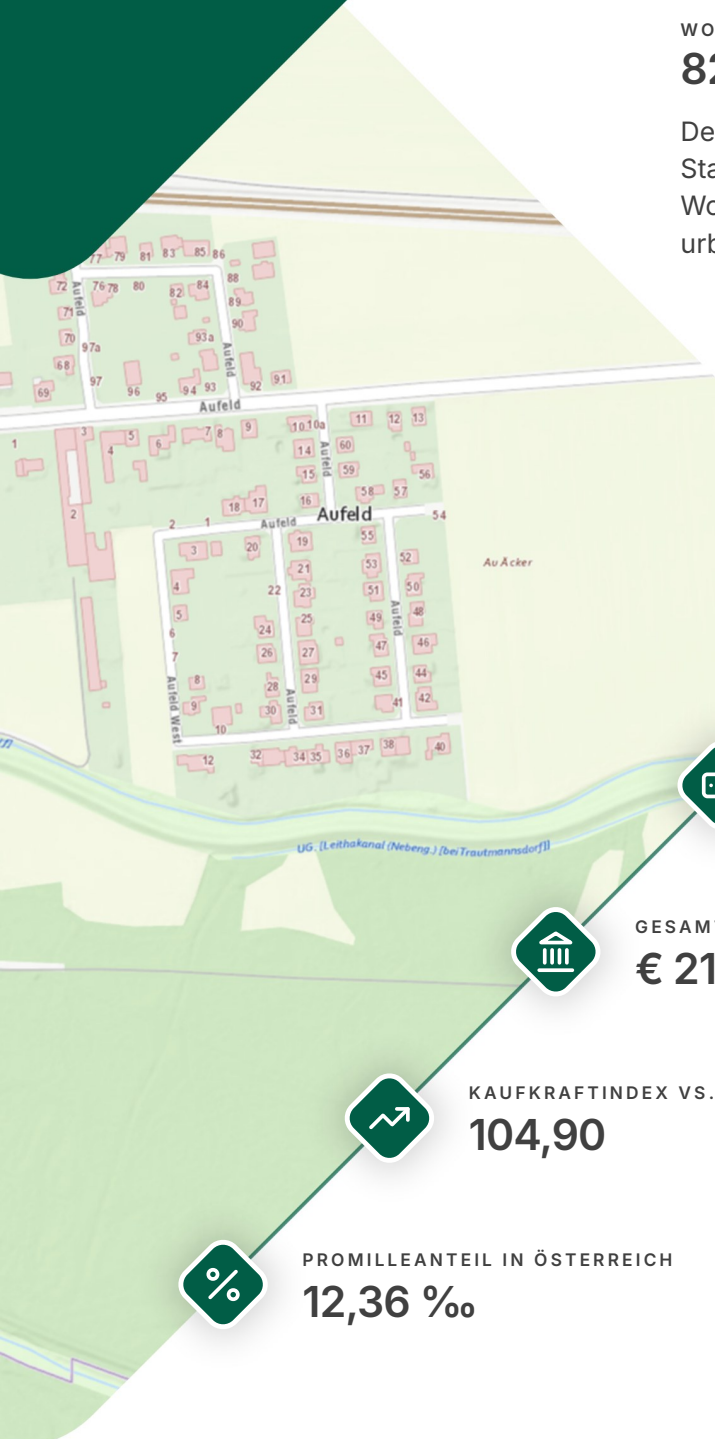 WO
82
De
Sta
Wo
urb
77 79 81 83 85 86
72 Aufeld 76 78 80 82 84 88
71 89
90
70 97a 93a Aufeld
68
69 97 96 95 94 93 92 91
Aufeld
1 3 4 5 6 7 8 9 10 10a 11 12 13
14 Aufeld 60
15 59 56
2 18 17 16 58 57
2 1 Aufeld Aufeld 54
3 20 19 55 52 Au Äcker
4 21 53
22 23 51 50
5 25 49 Aufeld 48
6 24 46
7 26 27 47
8 28 29 45 44
Aufeld West 9 30 Aufeld 31 41 42
10
12 32 34 35 36 37 38 40
UG. [Leithakanal (Nebeng.) [bei Trautmannsdorf]]
GESAM
€ 21
KAUFKRAFTINDEX VS.
104,90
PROMILLEANTEIL IN ÖSTERREICH
12,36 ‰